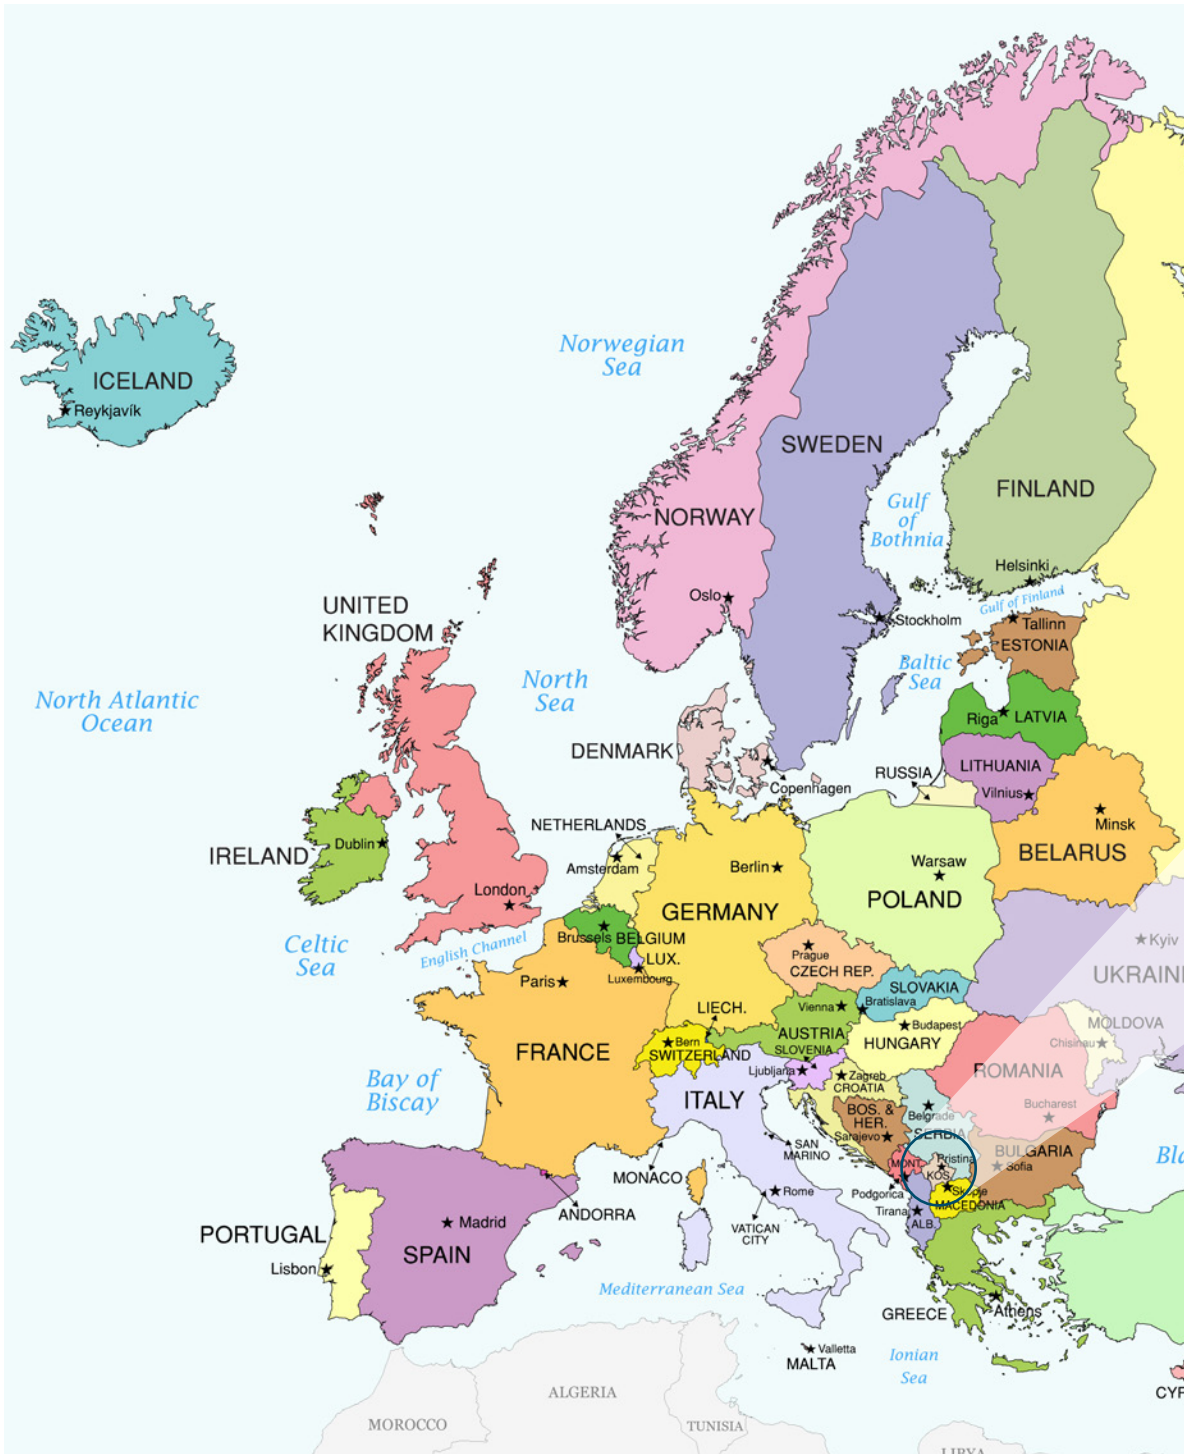 Norwegian
Sea
ICELAND
Reykjavík
SWEDEN
FINLAND
NORWAY
Gulf
of
Bothnia
Helsinki
Oslo
Gulf of Finland
UNITED
KINGDOM
Stockholm
Tallinn
ESTONIA
North Atlantic
Ocean
North
Sea
Baltic
Sea
Riga
LATVIA
DENMARK
Copenhagen
RUSSIA
LITHUANIA
Vilnius
Minsk
BELARUS
NETHERLANDS
Amsterdam
IRELAND
Dublin
London
Berlin
GERMANY
Warsaw
POLAND
Celtic
Sea
English Channel
Brussels
BELGIUM
LUX.
Luxembourg
Paris
Prague
CZECH REP.
Kyiv
UKRAIN
SLOVAKIA
Bratislava
Vienna
AUSTRIA
LIECH.
Bern
SWITZERLAND
Budapest
HUNGARY
MOLDOVA
Chisinau
FRANCE
SLOVENIA
Ljubljana
Zagreb
CROATIA
ROMANIA
Bucharest
Bay of
Biscay
ITALY
BOS. &
HER.
Sarajevo
Belgrade
SERBIA
SAN
MARINO
MONACO
MONT.
Podgorica
Pristina
KOS.
BULGARIA
Sofia
Bla
Skopje
MACEDONIA
Tirana
ALB.
Rome
VATICAN
CITY
ANDORRA
PORTUGAL
Lisbon
Madrid
SPAIN
Mediterranean Sea
GREECE
Athens
Valletta
MALTA
Ionian
Sea
CYP
ALGERIA
MOROCCO
TUNISIA
LIBYA